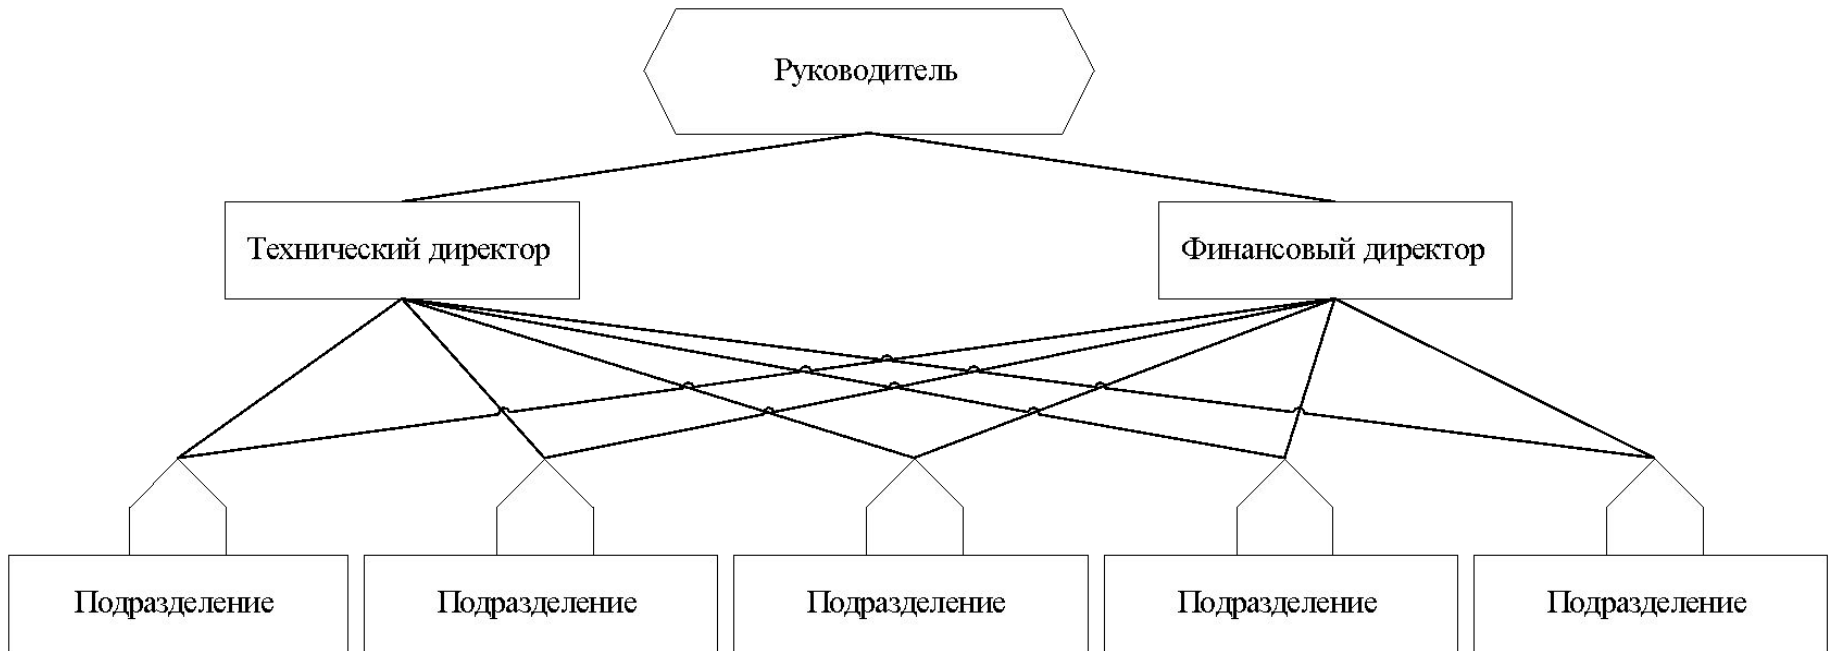 Руководитель
Технический директор
Финансовый директор
Подразделение
Подразделение
Подразделение
Подразделение
Подразделение